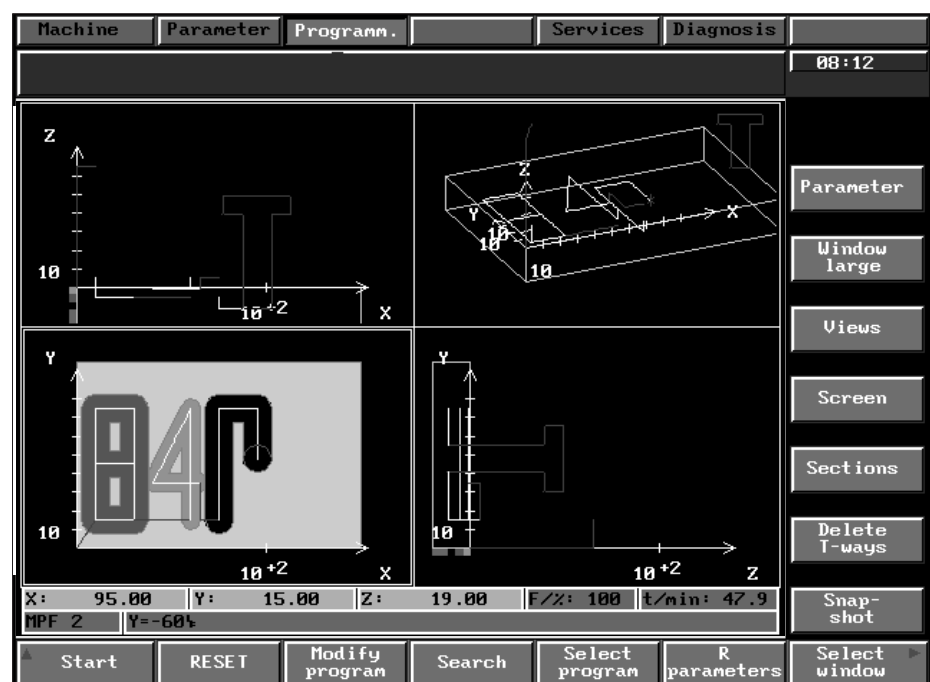 Machine Parameter Programm. Services Diagnosis
08:12
Z
10
10+2 X
Z
Y
X
10
10
10
Parameter
Window
large
Views
Screen
Sections
Delete
T-ways
Snap-
shot
Y
84
10
10+2 X
Y
10
10+2 Z
X: 95.00 Y: 15.00 Z: 19.00 F/%: 100 t/min: 47.9
MPF 2 Y=-60
Start RESET Modify
program Search Select
program R
parameters Select
window